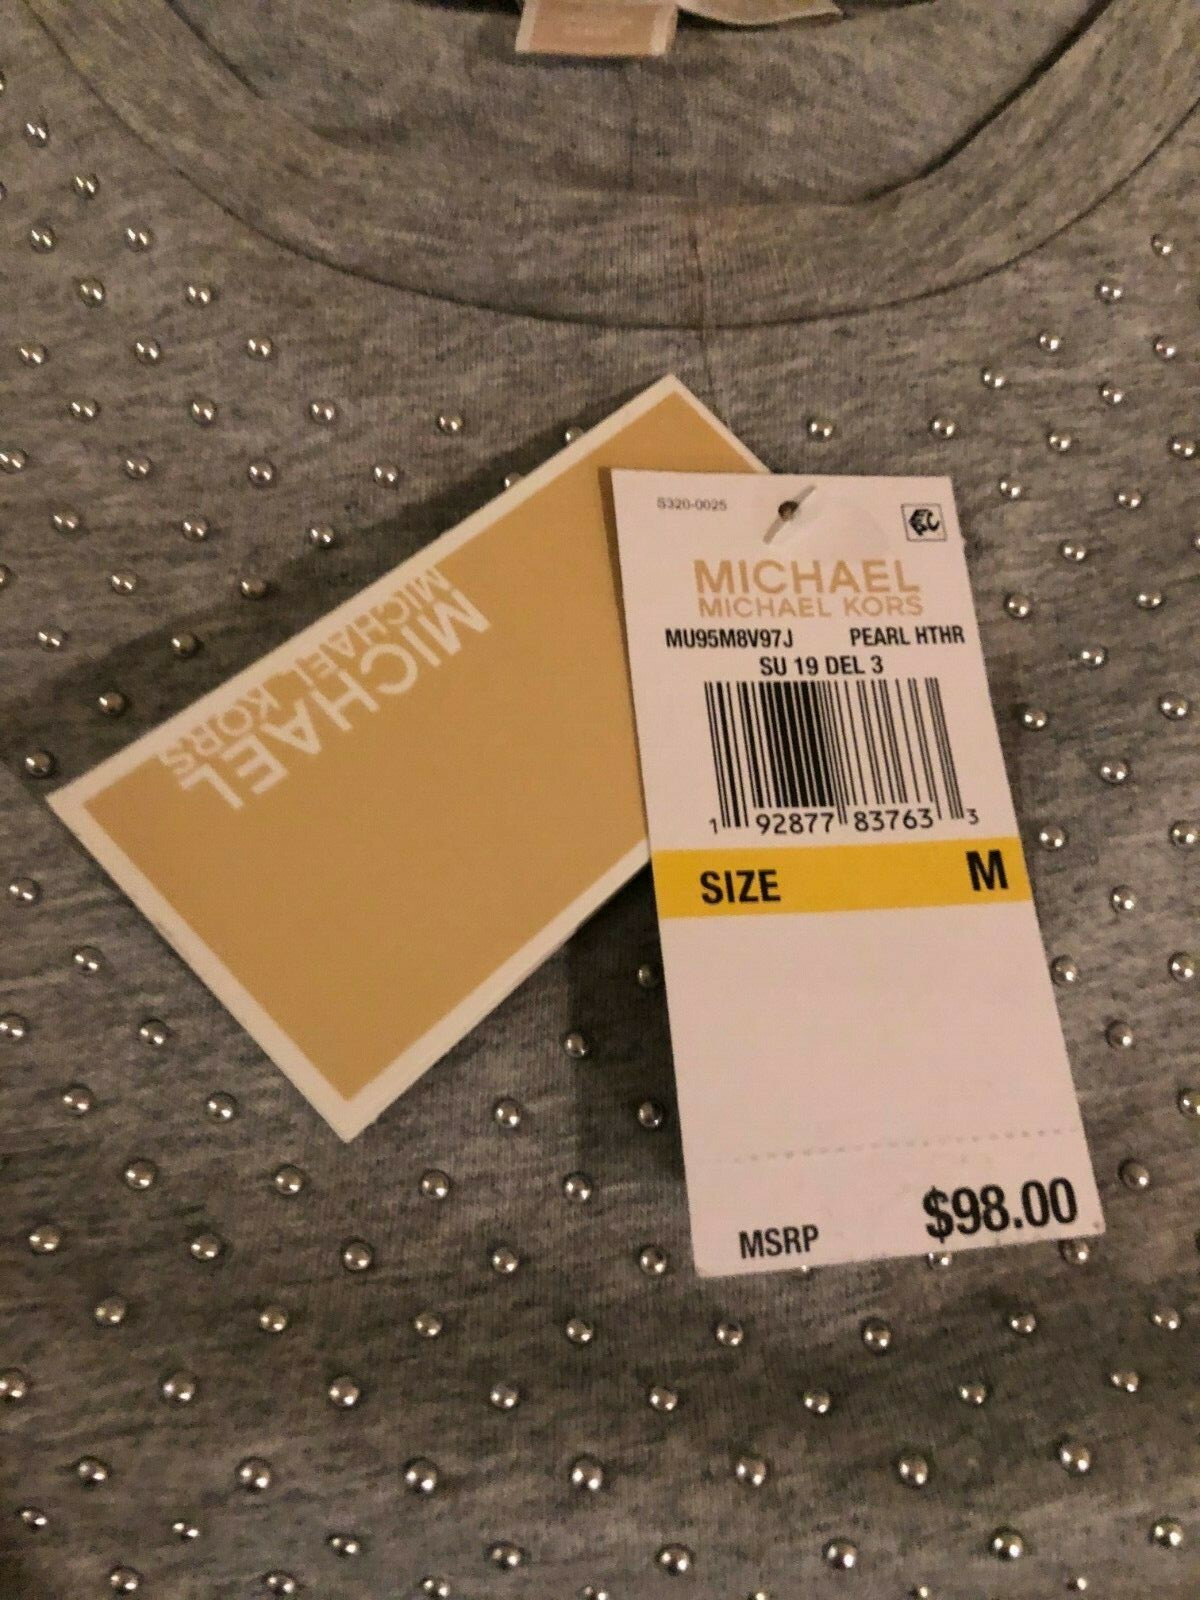 MICHAEL
MICHAEL KORS
S320-0025
MICHAEL
MICHAEL KORS
MU95M8V97J PEARL HTHR
SU 19 DEL 3
1 92877 83763 3
SIZE M
MSRP $98.00